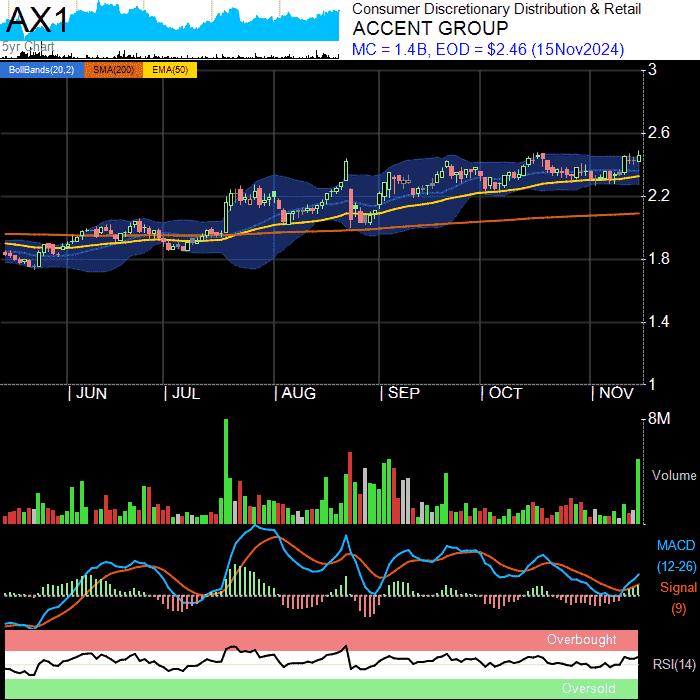 AX1
5yr Chart
Consumer Discretionary Distribution & Retail
ACCENT GROUP
MC = 1.4B, EOD = $2.46 (15Nov2024)
BollBands(20,2) SMA(200) EMA(50)
3
2.6
2.2
1.8
1.4
1
| JUN | JUL | AUG | SEP | OCT | NOV
8M
Volume
MACD
(12-26)
Signal
(9)
Overbought
RSI(14)
Oversold